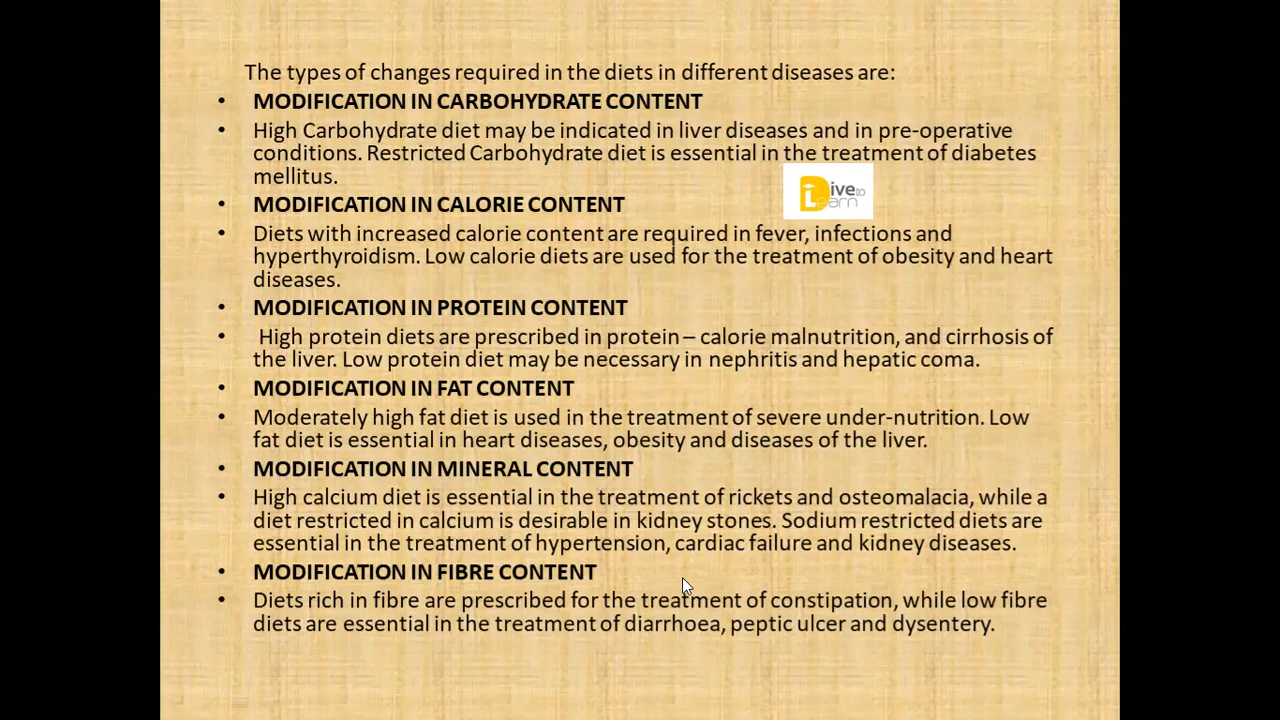 The types of changes required in the diets in different diseases are:
• MODIFICATION IN CARBOHYDRATE CONTENT
• High Carbohydrate diet may be indicated in liver diseases and in pre-operative
conditions. Restricted Carbohydrate diet is essential in the treatment of diabetes
mellitus.
Dive to
Learn
• MODIFICATION IN CALORIE CONTENT
• Diets with increased calorie content are required in fever, infections and
hyperthyroidism. Low calorie diets are used for the treatment of obesity and heart
diseases.
• MODIFICATION IN PROTEIN CONTENT
• High protein diets are prescribed in protein – calorie malnutrition, and cirrhosis of
the liver. Low protein diet may be necessary in nephritis and hepatic coma.
• MODIFICATION IN FAT CONTENT
• Moderately high fat diet is used in the treatment of severe under-nutrition. Low
fat diet is essential in heart diseases, obesity and diseases of the liver.
• MODIFICATION IN MINERAL CONTENT
• High calcium diet is essential in the treatment of rickets and osteomalacia, while a
diet restricted in calcium is desirable in kidney stones. Sodium restricted diets are
essential in the treatment of hypertension, cardiac failure and kidney diseases.
• MODIFICATION IN FIBRE CONTENT
• Diets rich in fibre are prescribed for the treatment of constipation, while low fibre
diets are essential in the treatment of diarrhoea, peptic ulcer and dysentery.